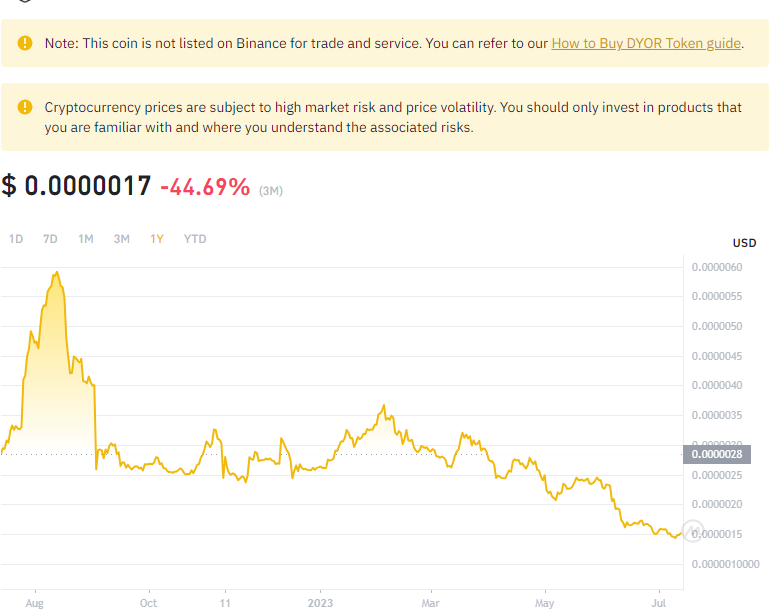 Note: This coin is not listed on Binance for trade and service. You can refer to our How to Buy DYOR Token guide.
Cryptocurrency prices are subject to high market risk and price volatility. You should only invest in products that
you are familiar with and where you understand the associated risks.
$ 0.0000017 -44.69% (3M)
1D 7D 1M 3M 1Y YTD
USD
0.0000060
0.0000055
0.0000050
0.0000045
0.0000040
0.0000035
0.0000028
0.0000025
0.0000020
0.0000015
0.0000010000
Aug Oct 11 2023 Mar May Jul